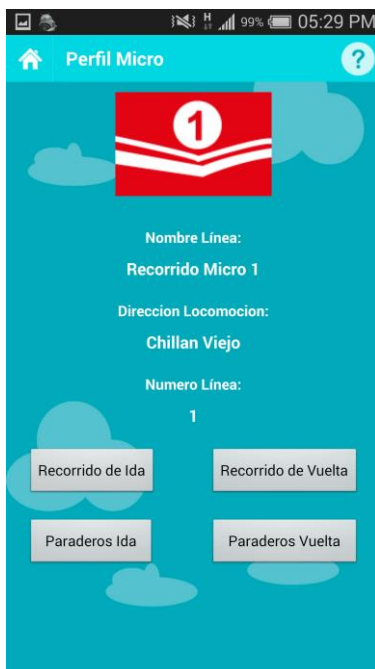 H 99% 05:29 PM
Perfil Micro ?
1
Nombre Línea:
Recorrido Micro 1
Direccion Locomocion:
Chillan Viejo
Numero Línea:
1
Recorrido de Ida Recorrido de Vuelta
Paraderos Ida Paraderos Vuelta